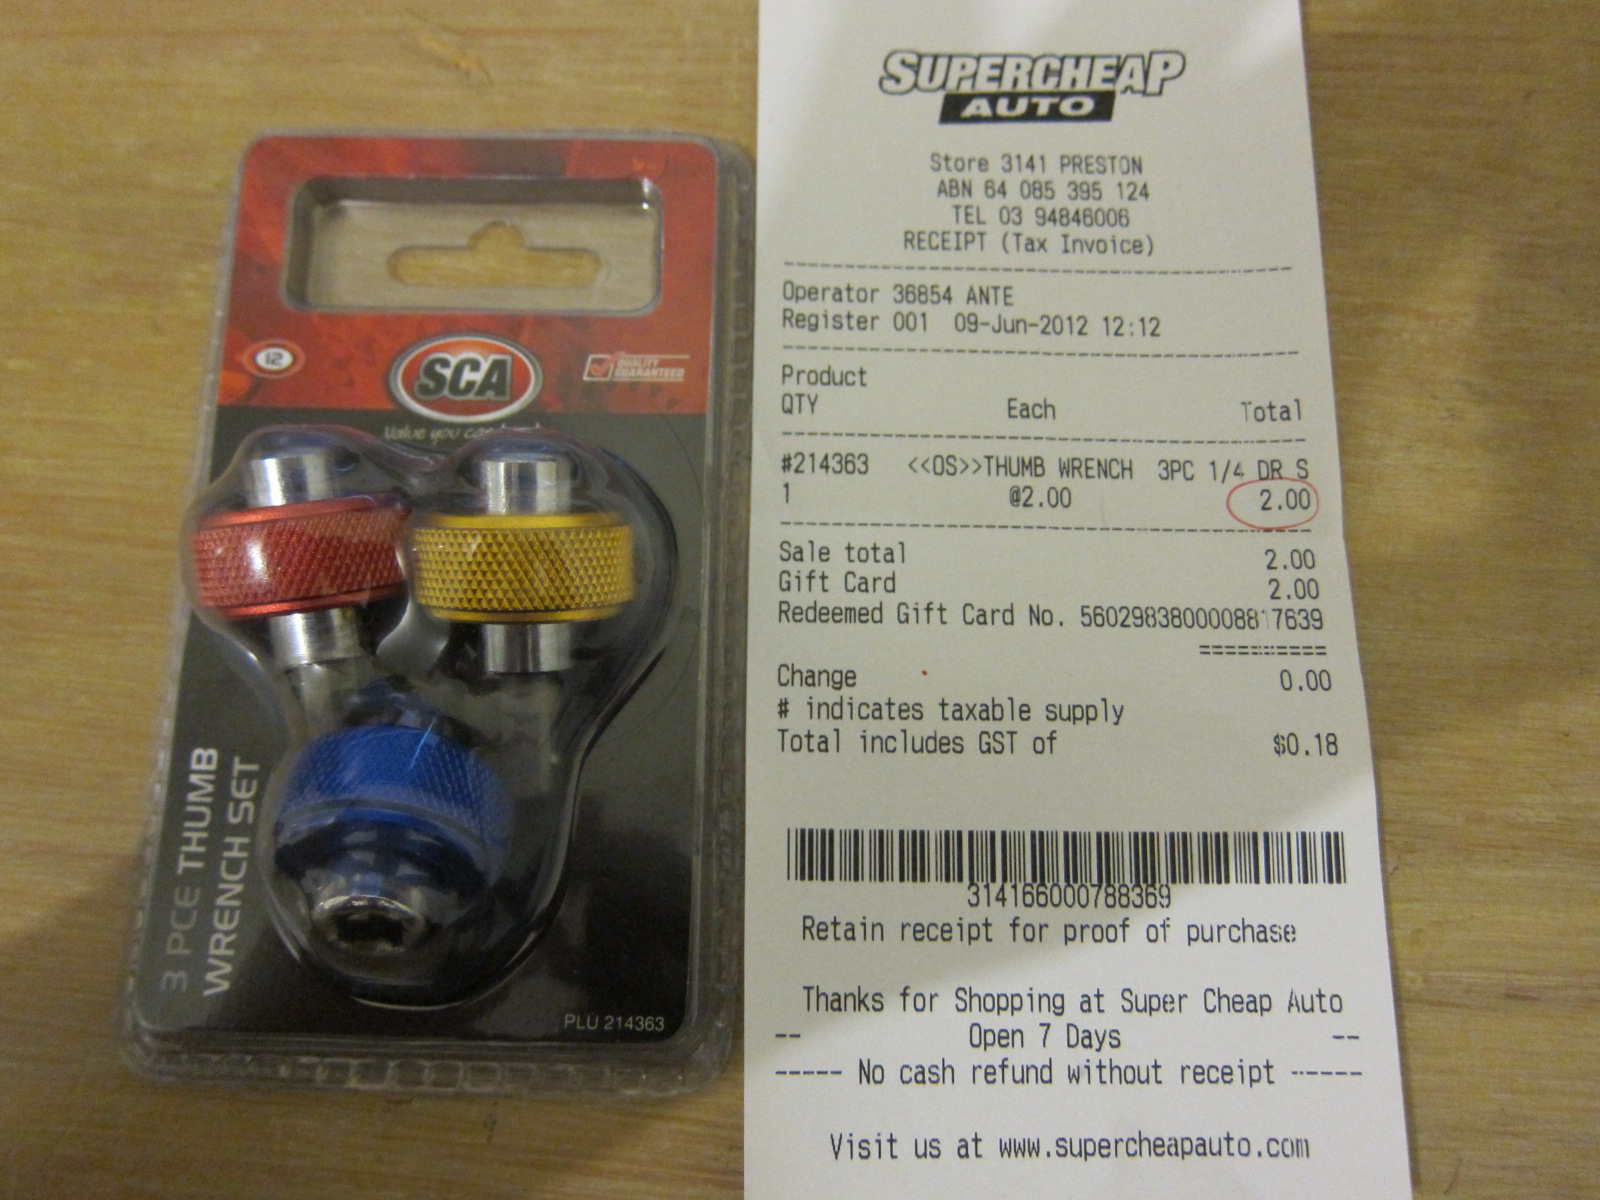 12
SCA
QUALITY
GUARANTEED
Value you can
3 PCE THUMB
WRENCH SET
PLU 214363
SUPERCHEAP
AUTO
Store 3141 PRESTON
ABN 64 085 395 124
TEL 03 94846006
RECEIPT (Tax Invoice)
Operator 36854 ANTE
Register 001 09-Jun-2012 12:12
Product
QTY Each Total
#214363 <<OS>>THUMB WRENCH 3PC 1/4 DR S
1 @2.00 2.00
Sale total 2.00
Gift Card 2.00
Redeemed Gift Card No. 5602983800008817639
==========
Change 0.00
# indicates taxable supply
Total includes GST of $0.18
314166000788369
Retain receipt for proof of purchase
Thanks for Shopping at Super Cheap Auto
-- Open 7 Days --
----- No cash refund without receipt -----
Visit us at www.supercheapauto.com